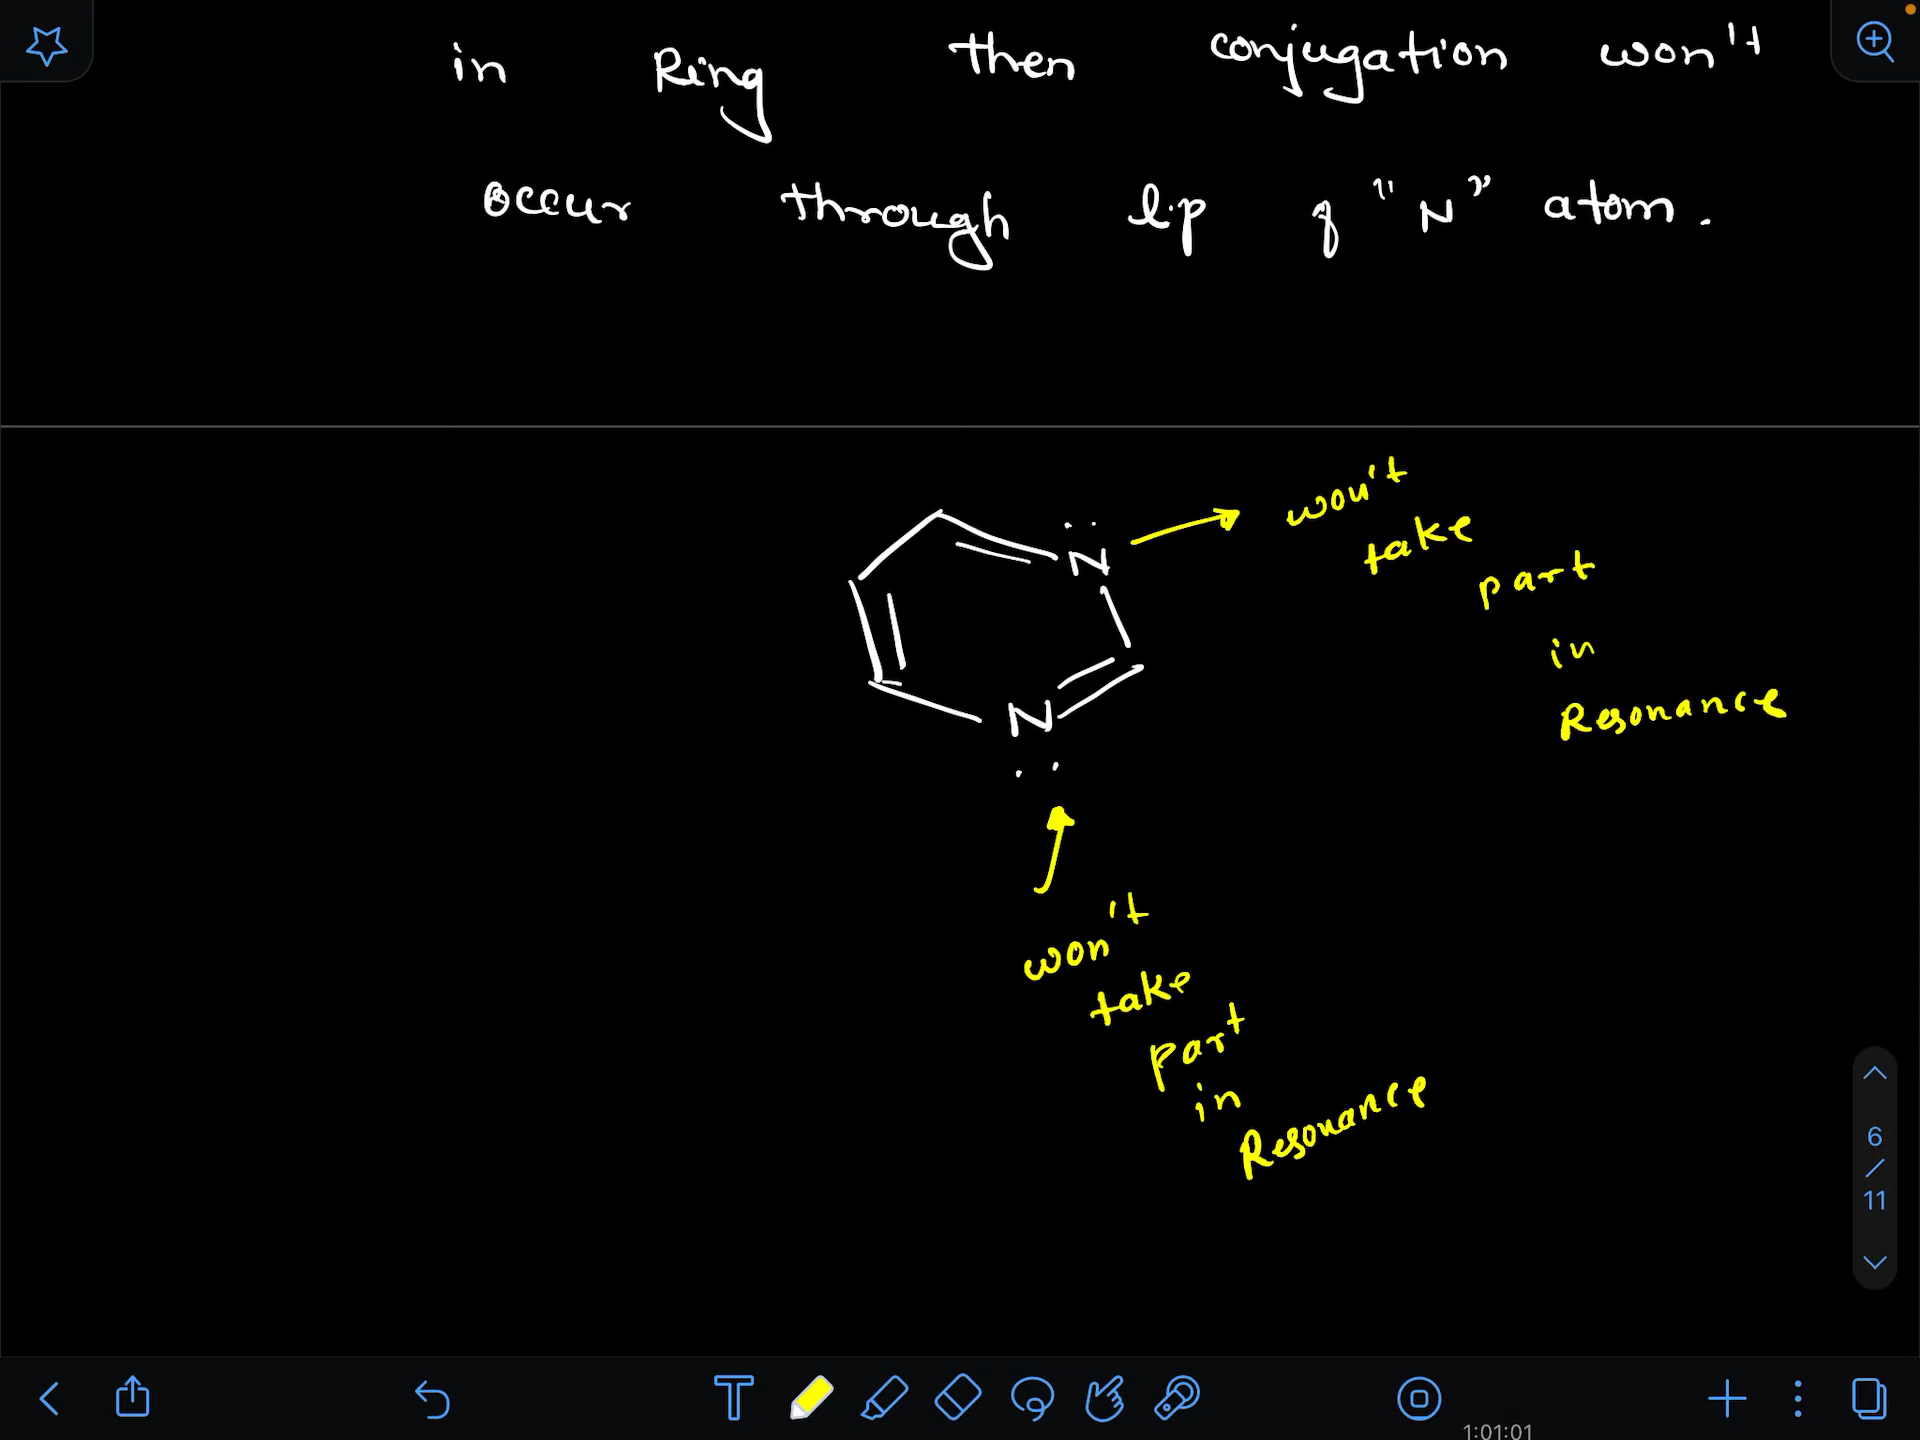 in Ring then conjugation won't
occur through l.p of "N" atom.
N
won't
take
part
in
Resonance
N
won't
take
part
in
Resonance
6
/
11
T
1:01:01